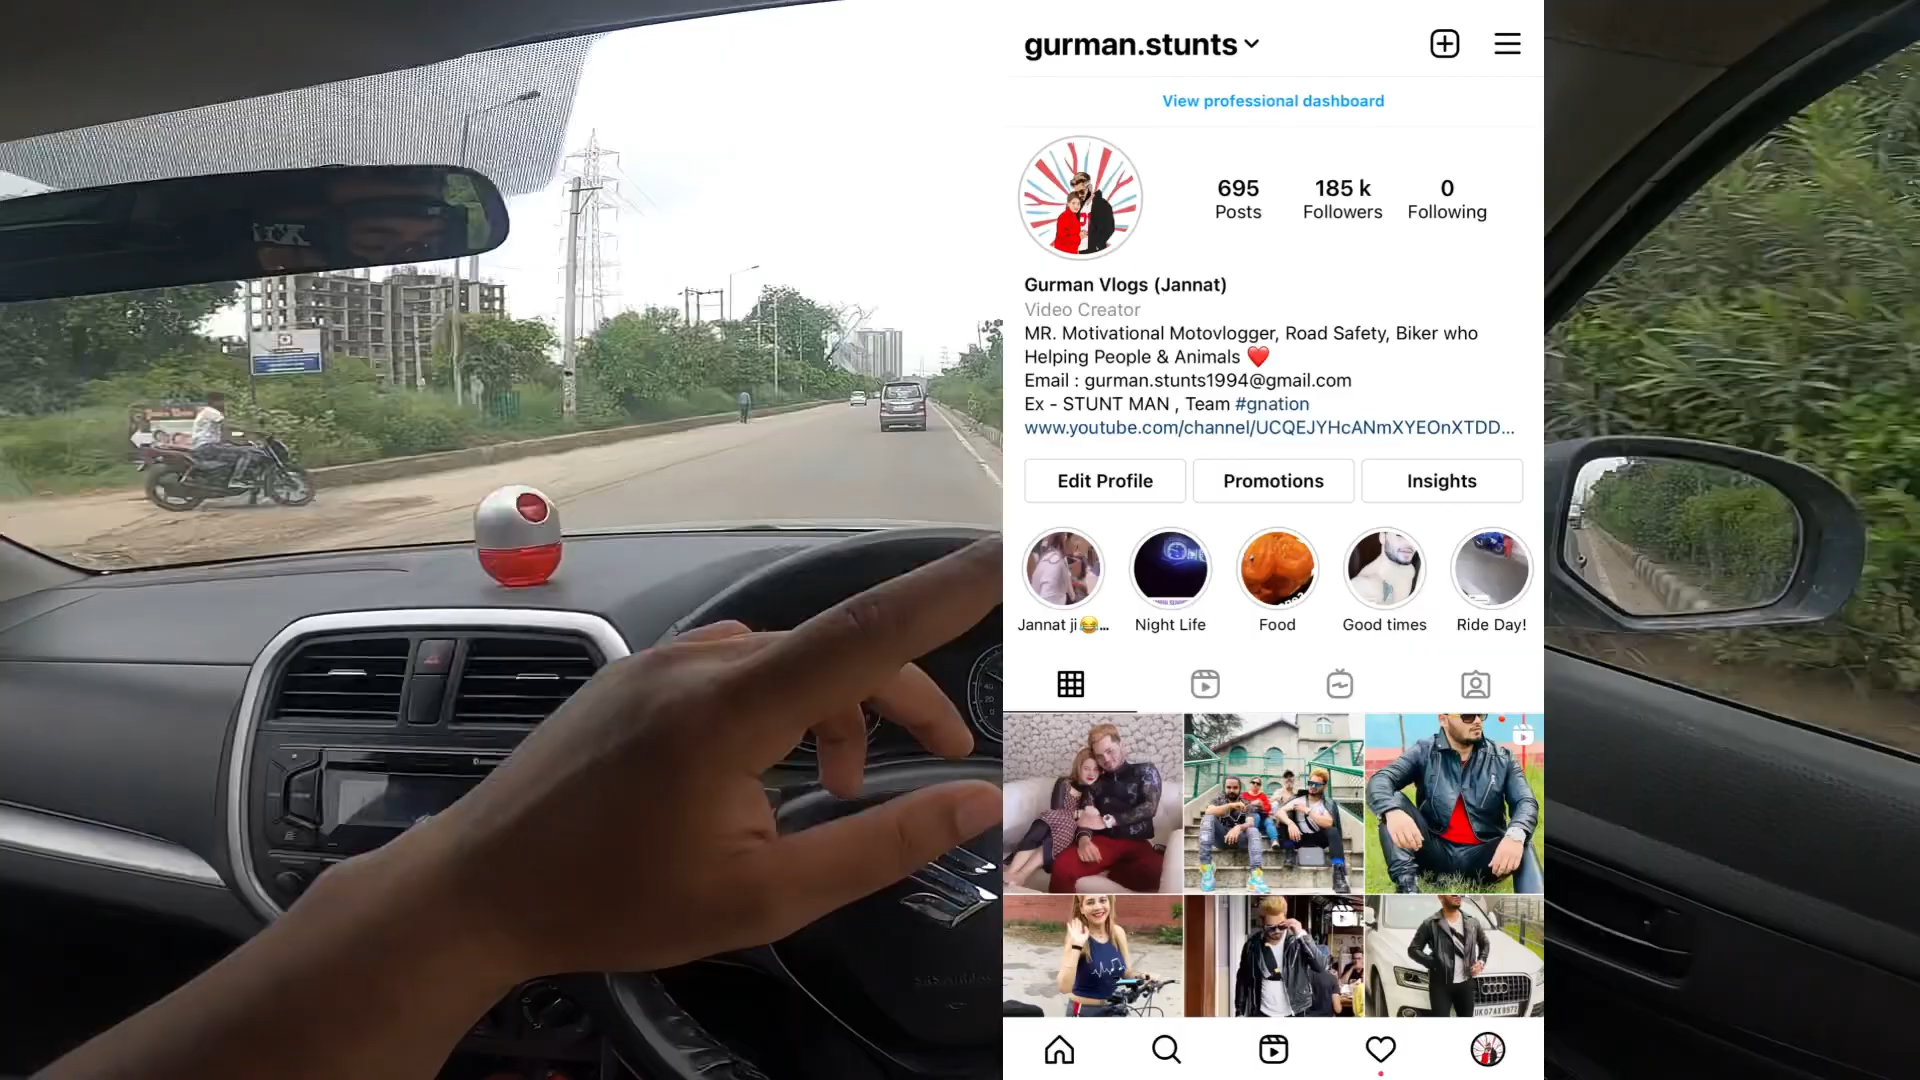 gurman.stunts
View professional dashboard
695
Posts
185 k
Followers
0
Following
Gurman Vlogs (Jannat)
Video Creator
MR. Motivational Motovlogger, Road Safety, Biker who
Helping People & Animals ❤️
Email : gurman.stunts1994@gmail.com
Ex - STUNT MAN , Team #gnation
www.youtube.com/channel/UCQEJYHcANmXYEOnXTDD...
Edit Profile
Promotions
Insights
Jannat ji😂...
Night Life
Food
Good times
Ride Day!